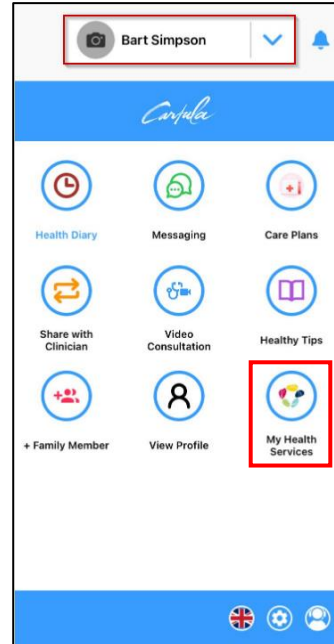 Bart Simpson
Cartula
Health Diary
Messaging
Care Plans
Share with
Clinician
Video
Consultation
Healthy Tips
+ Family Member
View Profile
My Health
Services